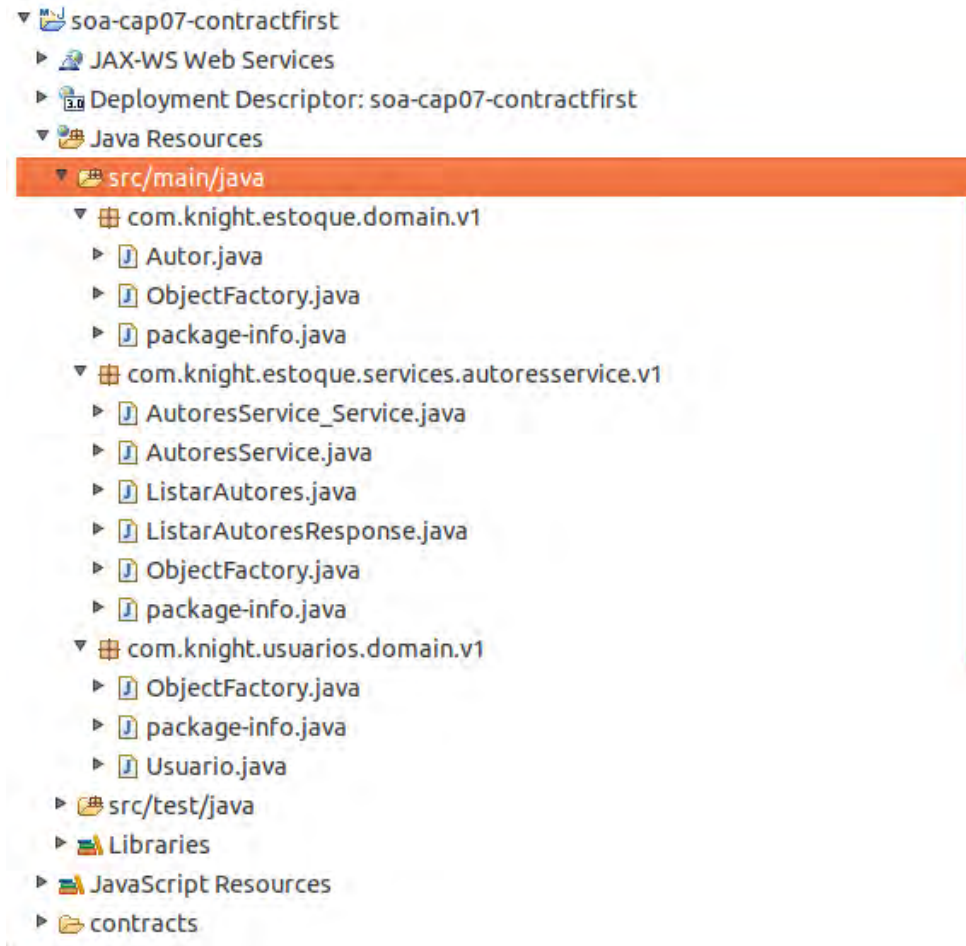 soa-cap07-contractfirst
JAX-WS Web Services
Deployment Descriptor: soa-cap07-contractfirst
Java Resources
src/main/java
com.knight.estoque.domain.v1
Autor.java
ObjectFactory.java
package-info.java
com.knight.estoque.services.autoresservice.v1
AutoresService_Service.java
AutoresService.java
ListarAutores.java
ListarAutoresResponse.java
ObjectFactory.java
package-info.java
com.knight.usuarios.domain.v1
ObjectFactory.java
package-info.java
Usuario.java
src/test/java
Libraries
JavaScript Resources
contracts